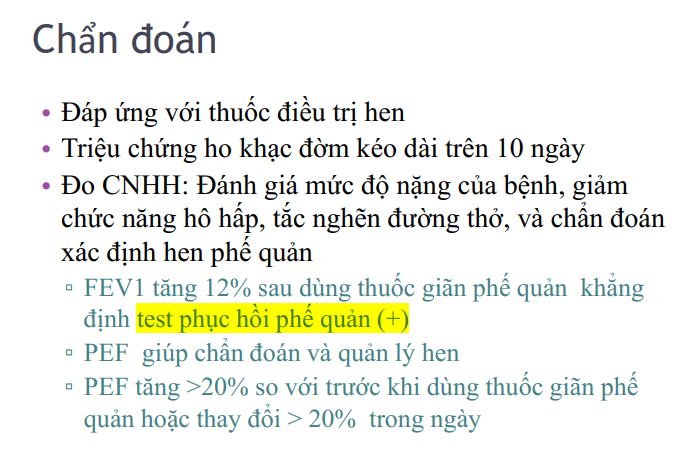 Chẩn đoán
• Đáp ứng với thuốc điều trị hen
• Triệu chứng ho khạc đờm kéo dài trên 10 ngày
• Đo CNHH: Đánh giá mức độ nặng của bệnh, giảm
chức năng hô hấp, tắc nghẽn đường thở, và chẩn đoán
xác định hen phế quản
▫ FEV1 tăng 12% sau dùng thuốc giãn phế quản khẳng
định test phục hồi phế quản (+)
▫ PEF giúp chẩn đoán và quản lý hen
▫ PEF tăng >20% so với trước khi dùng thuốc giãn phế
quản hoặc thay đổi > 20% trong ngày